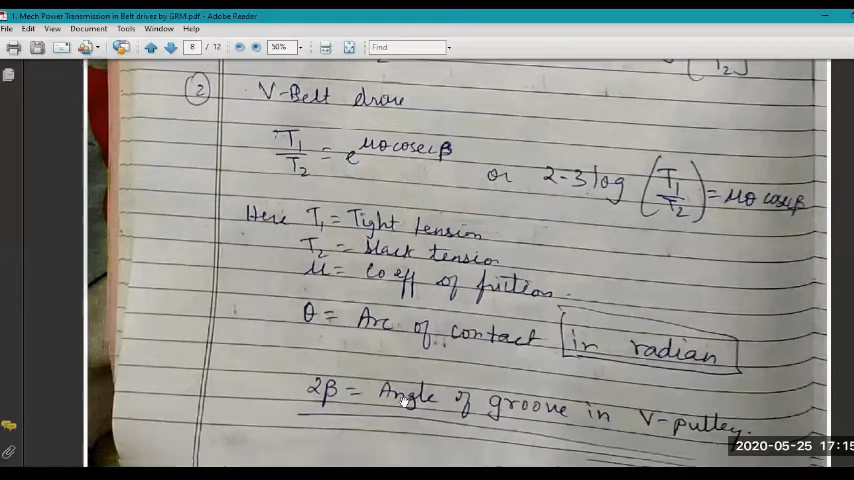 1. Mech Power Transmission in Belt drives by GRM.pdf - Adobe Reader
File Edit View Document Tools Window Help
8 / 12 50% Find
T2
2 V-Belt drive
T1/T2 = e^μθcosecβ or 2.3 log (T1/T2) = μθ cosecβ
Here T1 = Tight tension
T2 = slack tension
μ = Coeff of friction.
θ = Arc of contact in radian
2β = Angle of groove in V-pulley.
2020-05-25 17:15